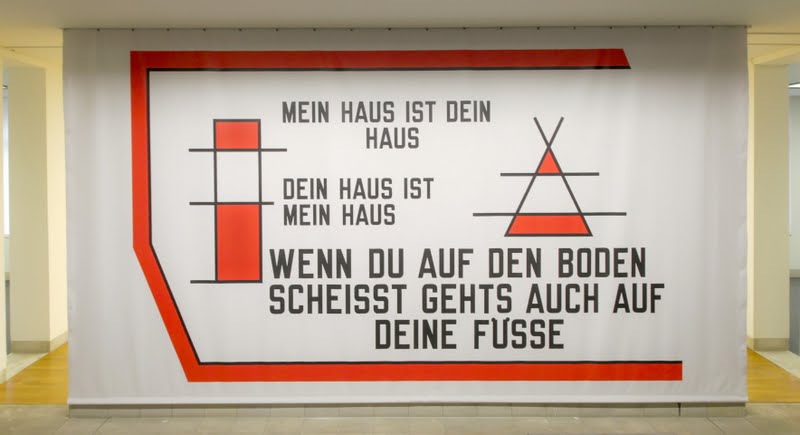 MEIN HAUS IST DEIN
HAUS
DEIN HAUS IST
MEIN HAUS
WENN DU AUF DEN BODEN
SCHEISST GEHTS AUCH AUF
DEINE FÜSSE